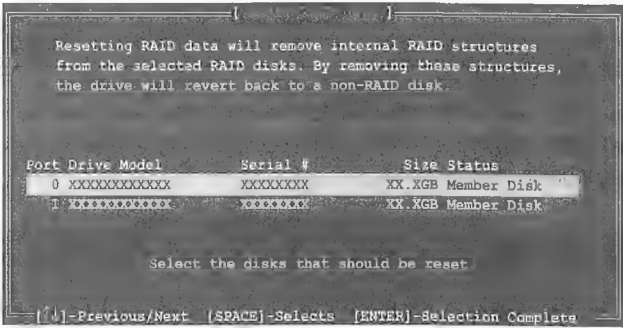 Resetting RAID data will remove internal RAID structures
from the selected RAID disks. By removing these structures,
the drive will revert back to a non-RAID disk.
Port Drive Model Serial # Size Status
0 XXXXXXXXXXXX XXXXXXXX XX.XGB Member Disk
1 XXXXXXXXXXXX XXXXXXXX XX.XGB Member Disk
Select the disks that should be reset
[↑↓]-Previous/Next [SPACE]-Selects [ENTER]-Selection Complete